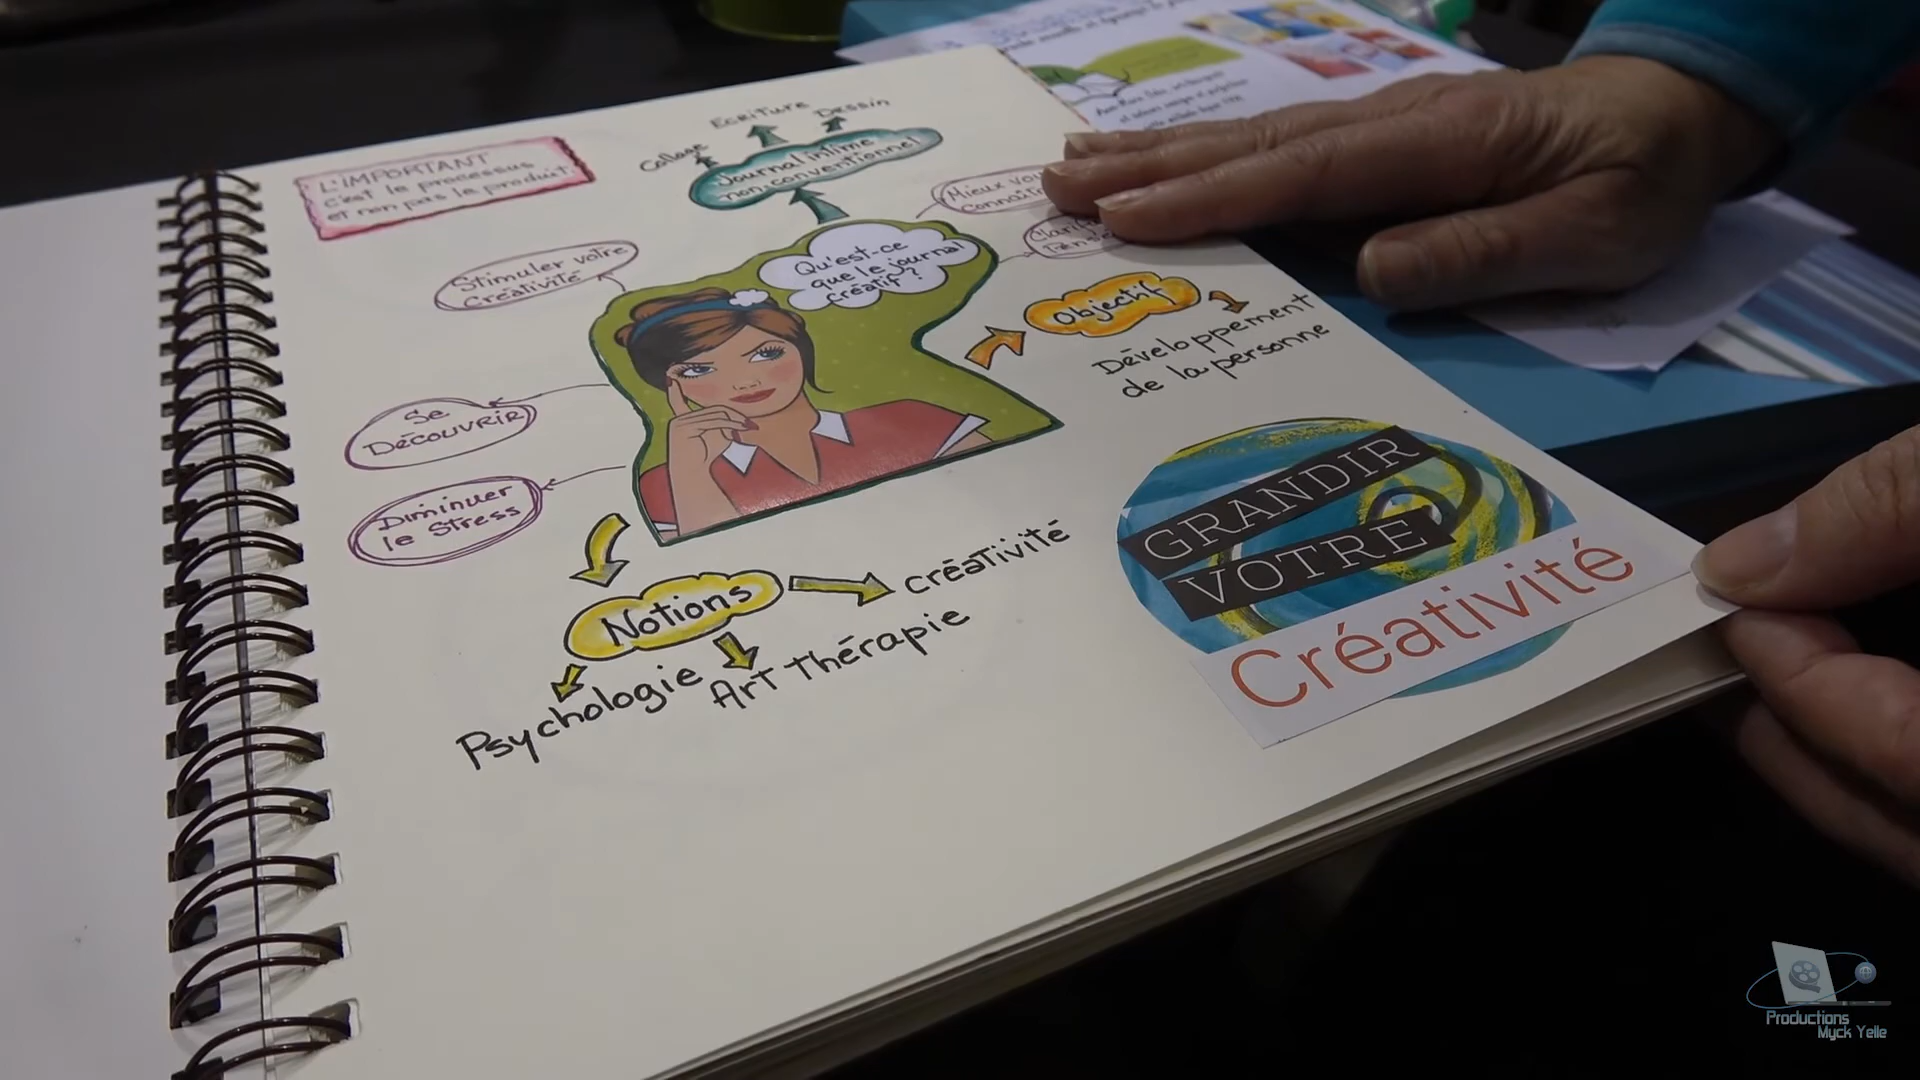 L'IMPORTANT
c'est le processus
et non pas le produit.
Collage
Ecriture
Dessin
Journal intime
non-conventionnel
Mieux
Stimuler votre
Créativité
Qu'est-ce
que le journal
créatif?
Objectif
Développement
de la personne
Se
DÉCOUVRIR
Diminuer
le stress
Notions
créativité
Art thérapie
Psychologie
GRANDIR
VOTRE
Créativité
Productions
Myck Yelle